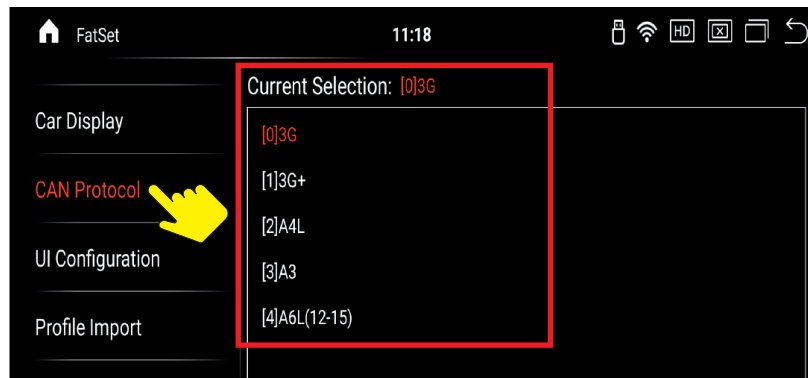 FatSet
11:18
HD
Current Selection: [0]3G
Car Display
CAN Protocol
UI Configuration
Profile Import
[0]3G
[1]3G+
[2]A4L
[3]A3
[4]A6L(12-15)